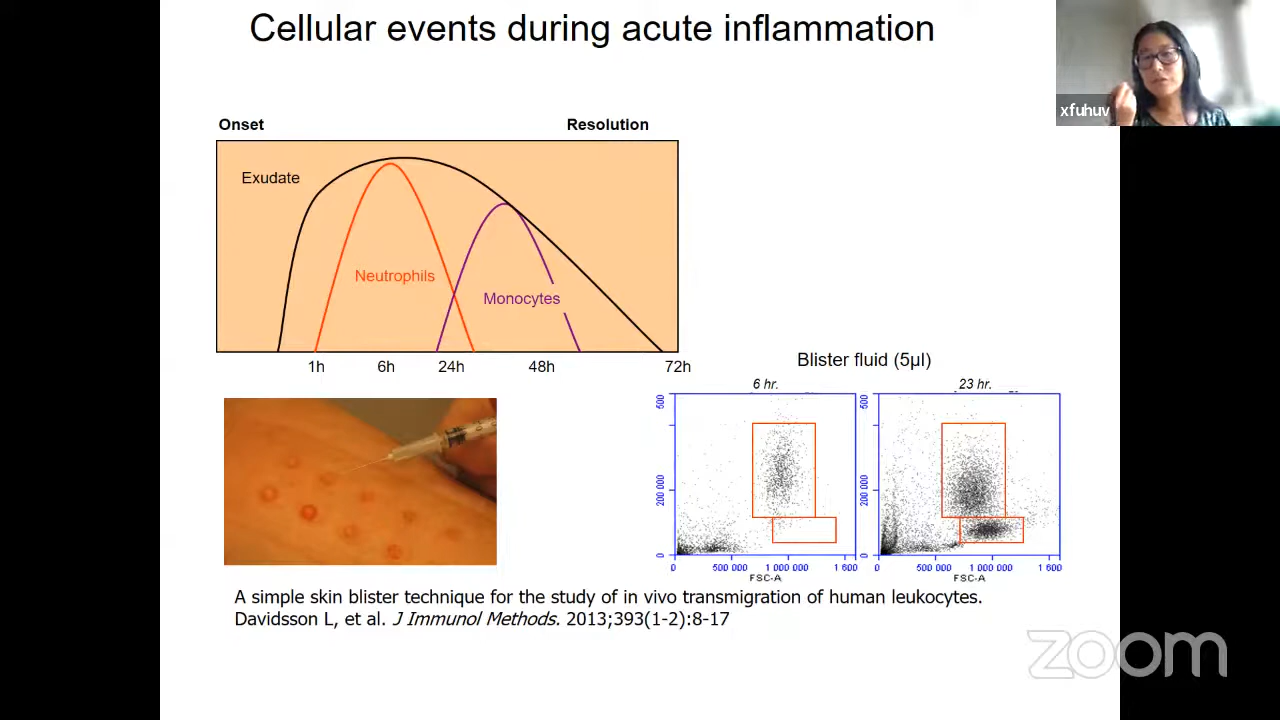 Cellular events during acute inflammation
xfuhuv
Onset
Resolution
Exudate
Neutrophils
Monocytes
1h
6h
24h
48h
72h
Blister fluid (5µl)
6 hr.
23 hr.
500
200 000
0
0
500 000
1 000 000
1 600
FSC-A
500
200 000
0
0
500 000
1 000 000
1 600
FSC-A
A simple skin blister technique for the study of in vivo transmigration of human leukocytes.
Davidsson L, et al. J Immunol Methods. 2013;393(1-2):8-17
zoom